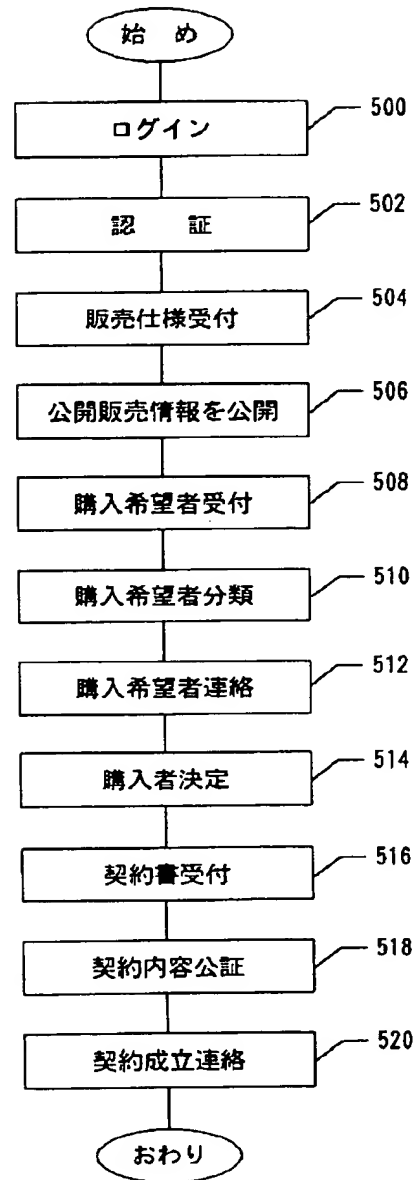 始め
ログイン
500
認証
502
販売仕様受付
504
公開販売情報を公開
506
購入希望者受付
508
購入希望者分類
510
購入希望者連絡
512
購入者決定
514
契約書受付
516
契約内容公証
518
契約成立連絡
520
おわり